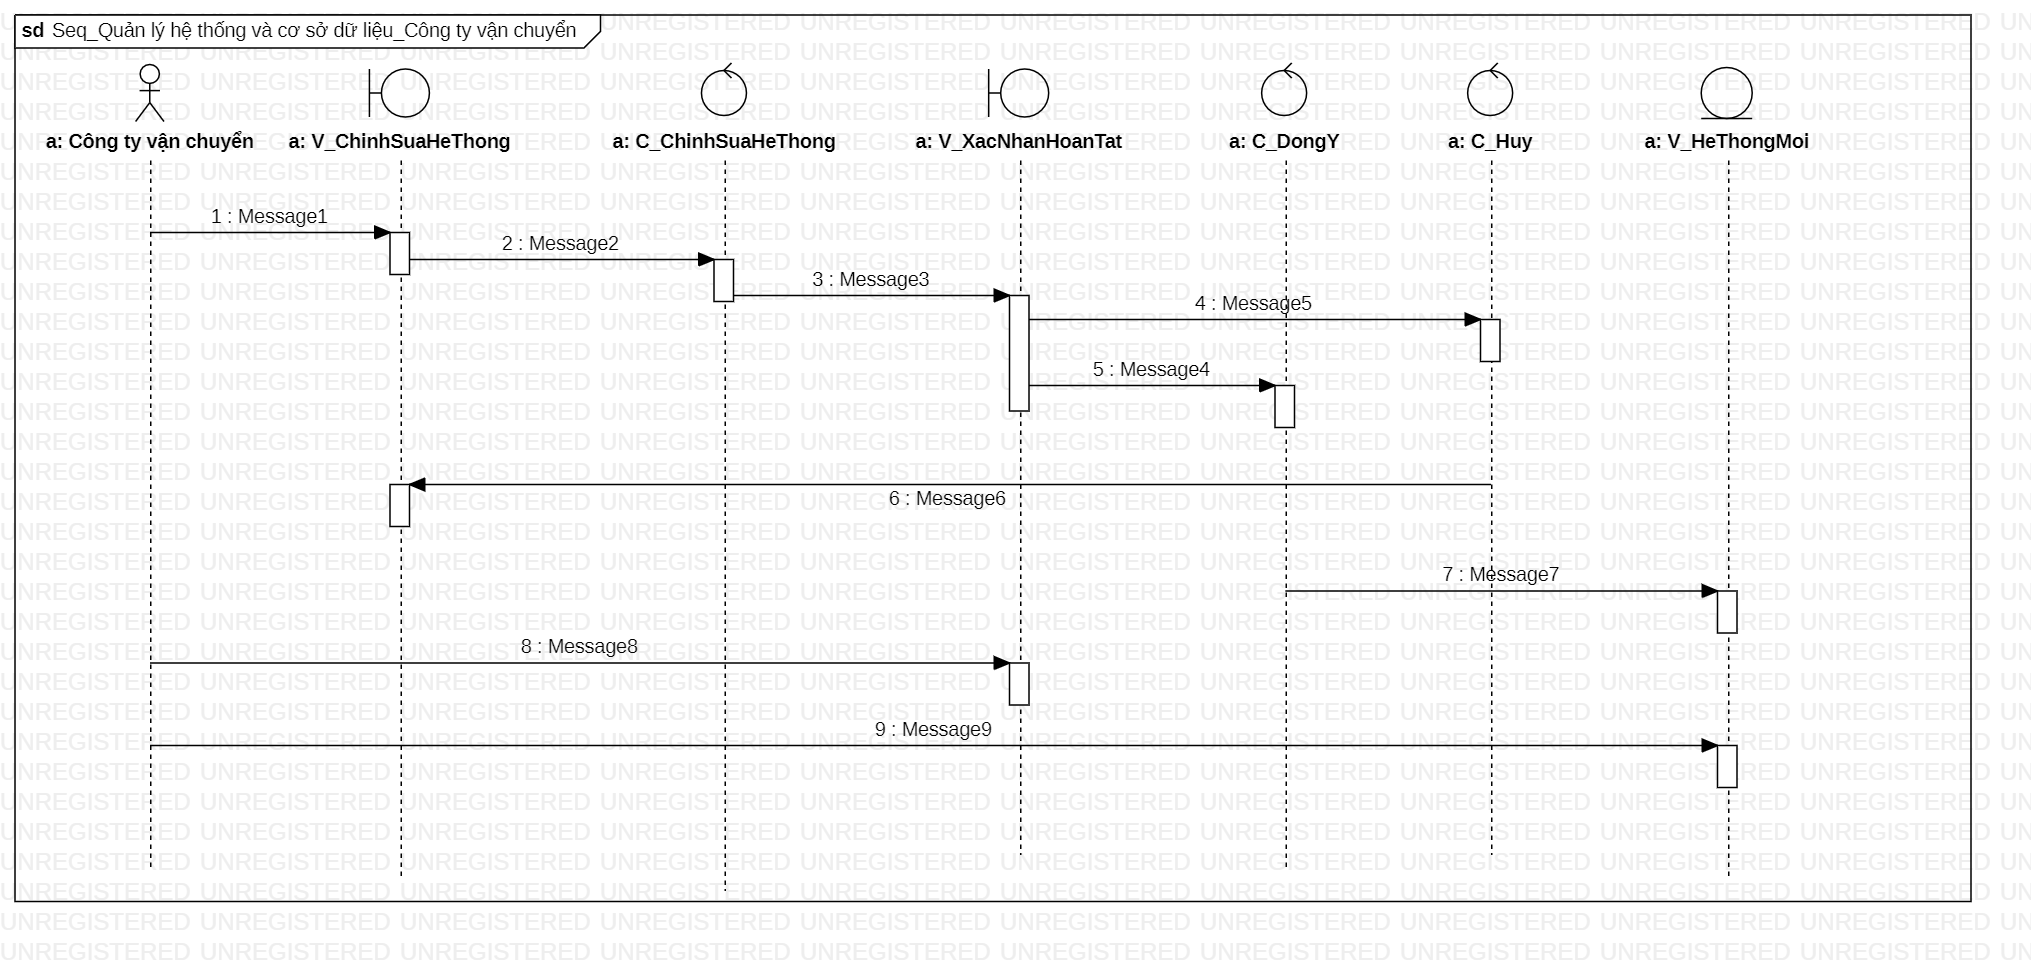 sd Seq_Quản lý hệ thống và cơ sở dữ liệu_Công ty vận chuyển
a: Công ty vận chuyển
a: V_ChinhSuaHeThong
a: C_ChinhSuaHeThong
a: V_XacNhanHoanTat
a: C_DongY
a: C_Huy
a: V_HeThongMoi
1 : Message1
2 : Message2
3 : Message3
4 : Message5
5 : Message4
6 : Message6
7 : Message7
8 : Message8
9 : Message9
UNREGISTERED